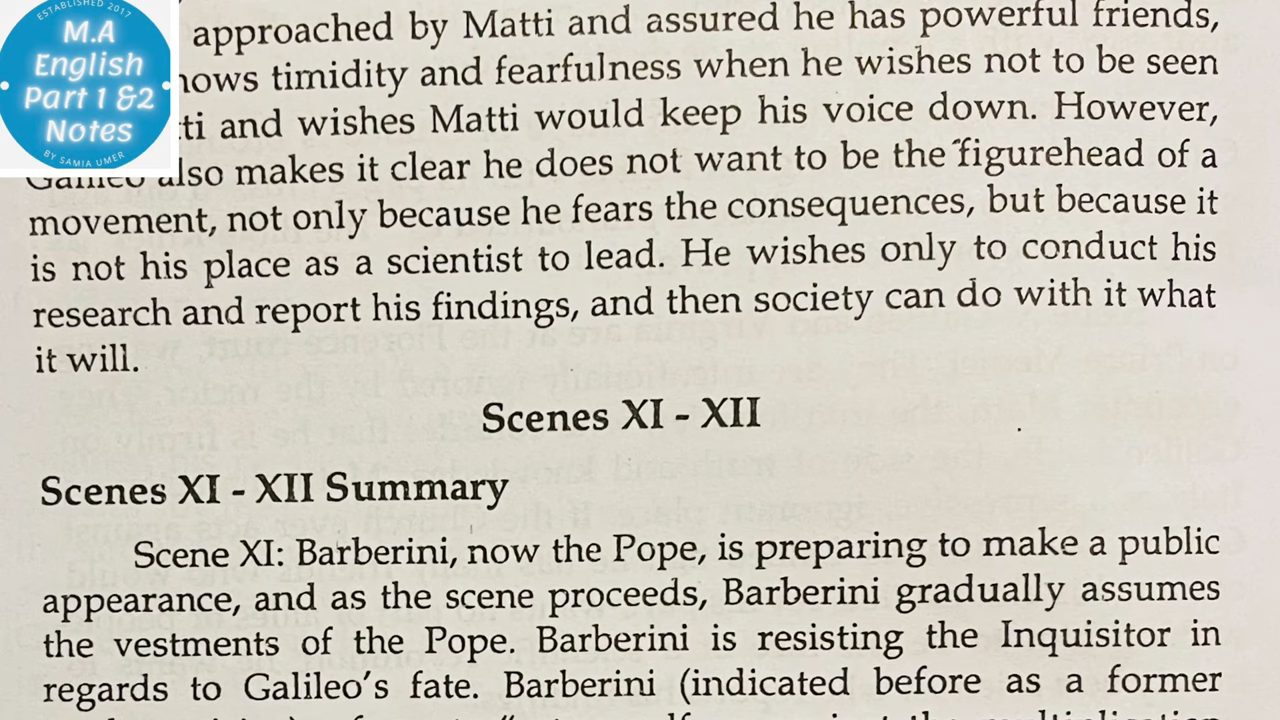 ESTABLISHED 2017
M.A
English
Part 1 &2
Notes
BY SAMIA UMER
approached by Matti and assured he has powerful friends,
hows timidity and fearfulness when he wishes not to be seen
ti and wishes Matti would keep his voice down. However,
Galileo also makes it clear he does not want to be the figurehead of a
movement, not only because he fears the consequences, but because it
is not his place as a scientist to lead. He wishes only to conduct his
research and report his findings, and then society can do with it what
it will.
Scenes XI - XII
Scenes XI - XII Summary
Scene XI: Barberini, now the Pope, is preparing to make a public
appearance, and as the scene proceeds, Barberini gradually assumes
the vestments of the Pope. Barberini is resisting the Inquisitor in
regards to Galileo's fate. Barberini (indicated before as a former